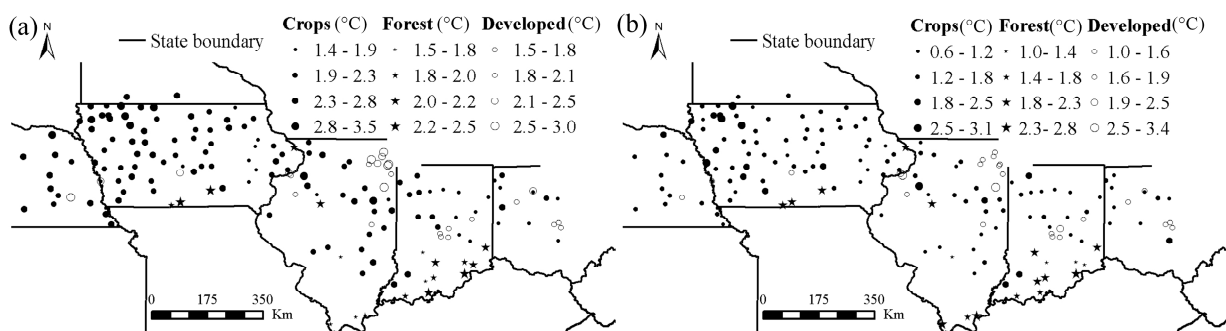 (a)
N
State boundary
Crops(°C) Forest(°C) Developed(°C)
1.4 - 1.9 1.5 - 1.8 1.5 - 1.8
1.9 - 2.3 1.8 - 2.0 1.8 - 2.1
2.3 - 2.8 2.0 - 2.2 2.1 - 2.5
2.8 - 3.5 2.2 - 2.5 2.5 - 3.0
0 175 350
Km
(b)
N
State boundary
Crops(°C) Forest(°C) Developed(°C)
0.6 - 1.2 1.0 - 1.4 1.0 - 1.6
1.2 - 1.8 1.4 - 1.8 1.6 - 1.9
1.8 - 2.5 1.8 - 2.3 1.9 - 2.5
2.5 - 3.1 2.3 - 2.8 2.5 - 3.4
0 175 350
Km